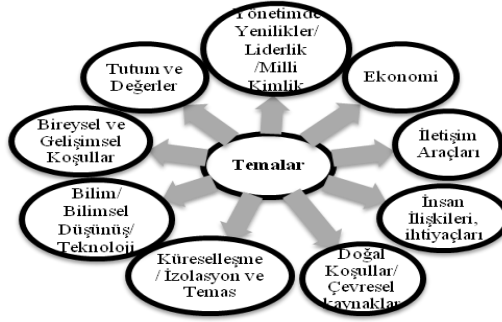 Yönetimde
Yenilikler/
Liderlik
/Milli
Kimlik
Ekonomi
İletişim
Araçları
İnsan
İlişkileri,
ihtiyaçları
Doğal
Koşullar/
Çevresel
kaynaklar
Küreselleşme
/ İzolasyon ve
Temas
Bilim/
Bilimsel
Düşünüş/
Teknoloji
Bireysel ve
Gelişimsel
Koşullar
Tutum ve
Değerler
Temalar